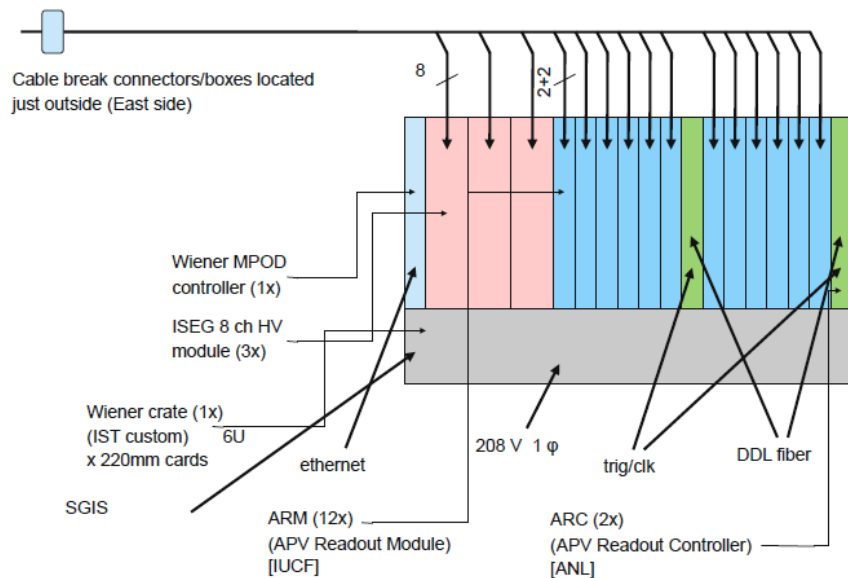 Cable break connectors/boxes located
just outside (East side)
8
2+2
Wiener MPOD
controller (1x)
ISEG 8 ch HV
module (3x)
Wiener crate (1x)
(IST custom) 6U
x 220mm cards
ethernet
208 V 1 φ
trig/clk
DDL fiber
SGIS
ARM (12x)
(APV Readout Module)
[IUCF]
ARC (2x)
(APV Readout Controller)
[ANL]